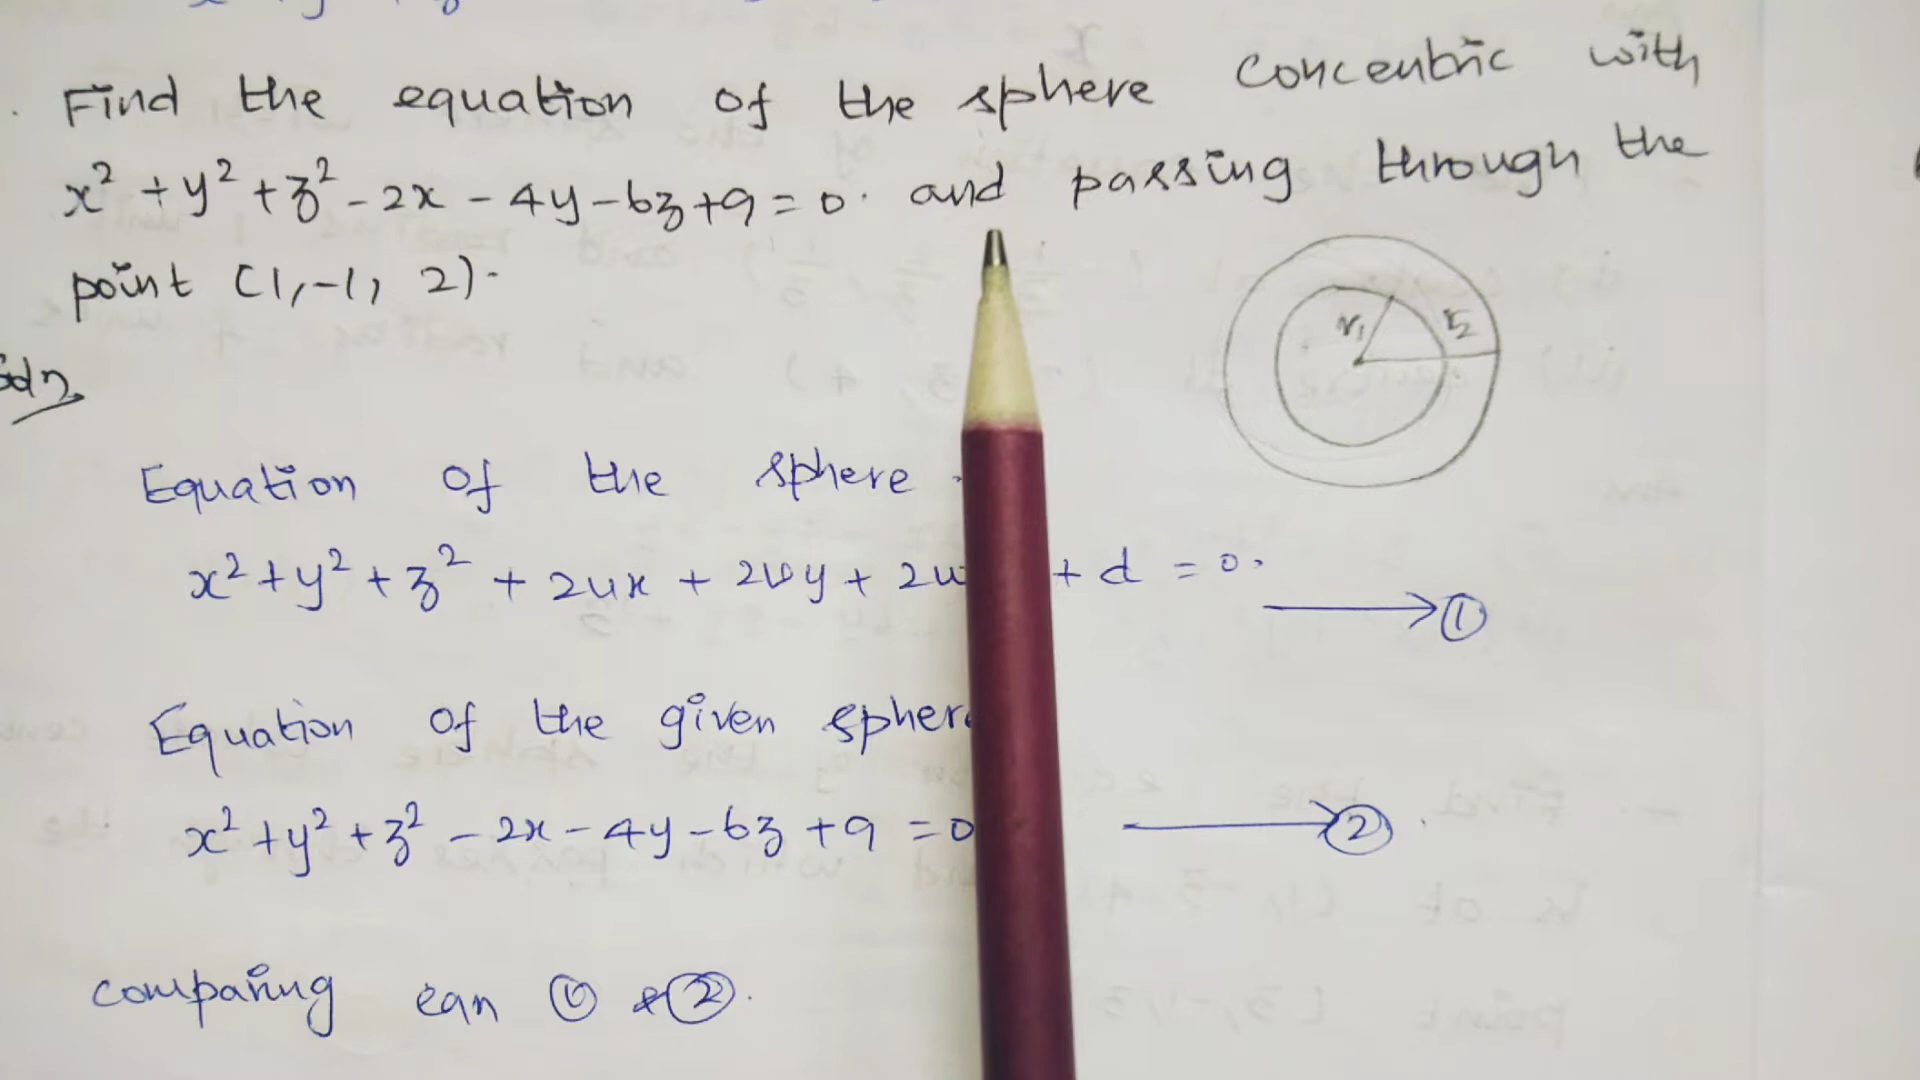 Find the equation of the sphere concentric with
x² + y² + z² - 2x - 4y - 6z + 9 = 0. and passing through the
point (1, -1, 2).
r₁ r₂
Soln
Equation of the sphere
x² + y² + z² + 2ux + 2vy + 2w + d = 0. → ①
Equation of the given sphere
x² + y² + z² - 2x - 4y - 6z + 9 = 0 → ②
comparing eqn ① & ②.